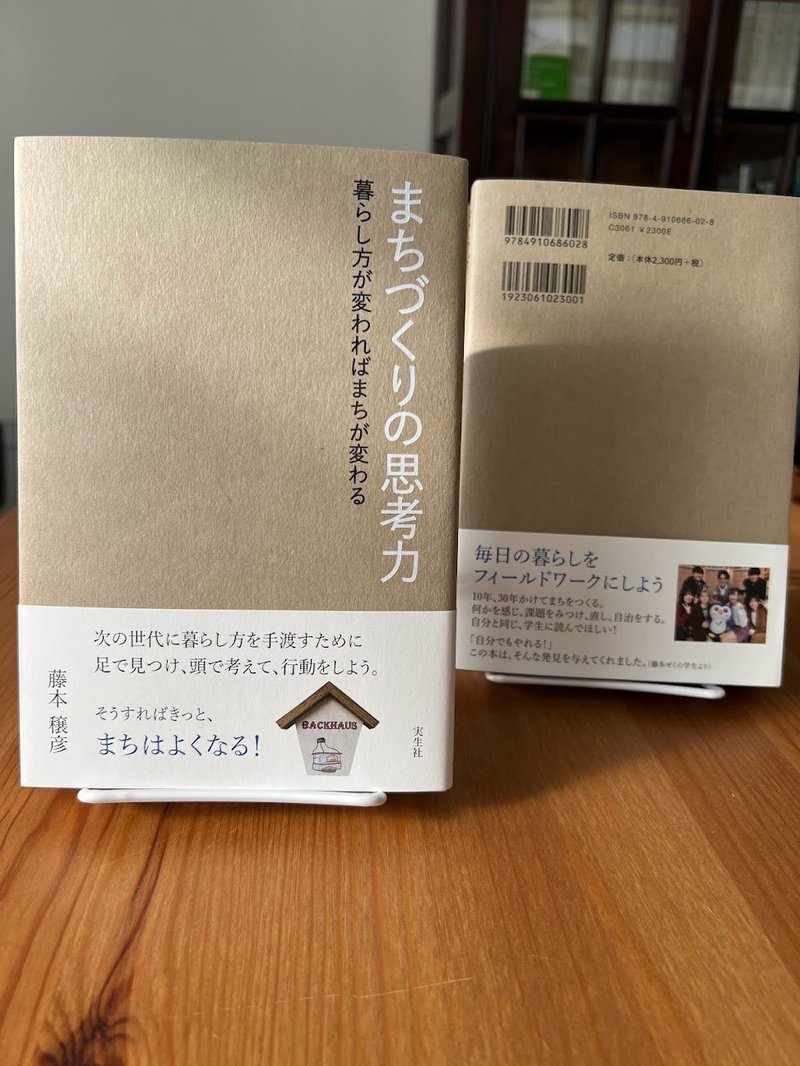 まちづくりの思考力
暮らし方が変わればまちが変わる
次の世代に暮らし方を手渡すために
足で見つけ、頭で考えて、行動をしよう。
そうすればきっと、
まちはよくなる!
藤本 穣彦
BACKHAUS
実生社
ISBN 978-4-910686-02-8
C3061 ¥2300E
9784910686028
定価:(本体2,300円+税)
1923061023001
毎日の暮らしを
フィールドワークにしよう
10年、30年かけてまちをつくる。
何かを感じ、課題をみつけ、直し、自治をする。
自分と同じ、学生に読んでほしい!
「自分でもやれる!」
この本は、そんな発見を与えてくれました。(藤本ゼミの学生より)